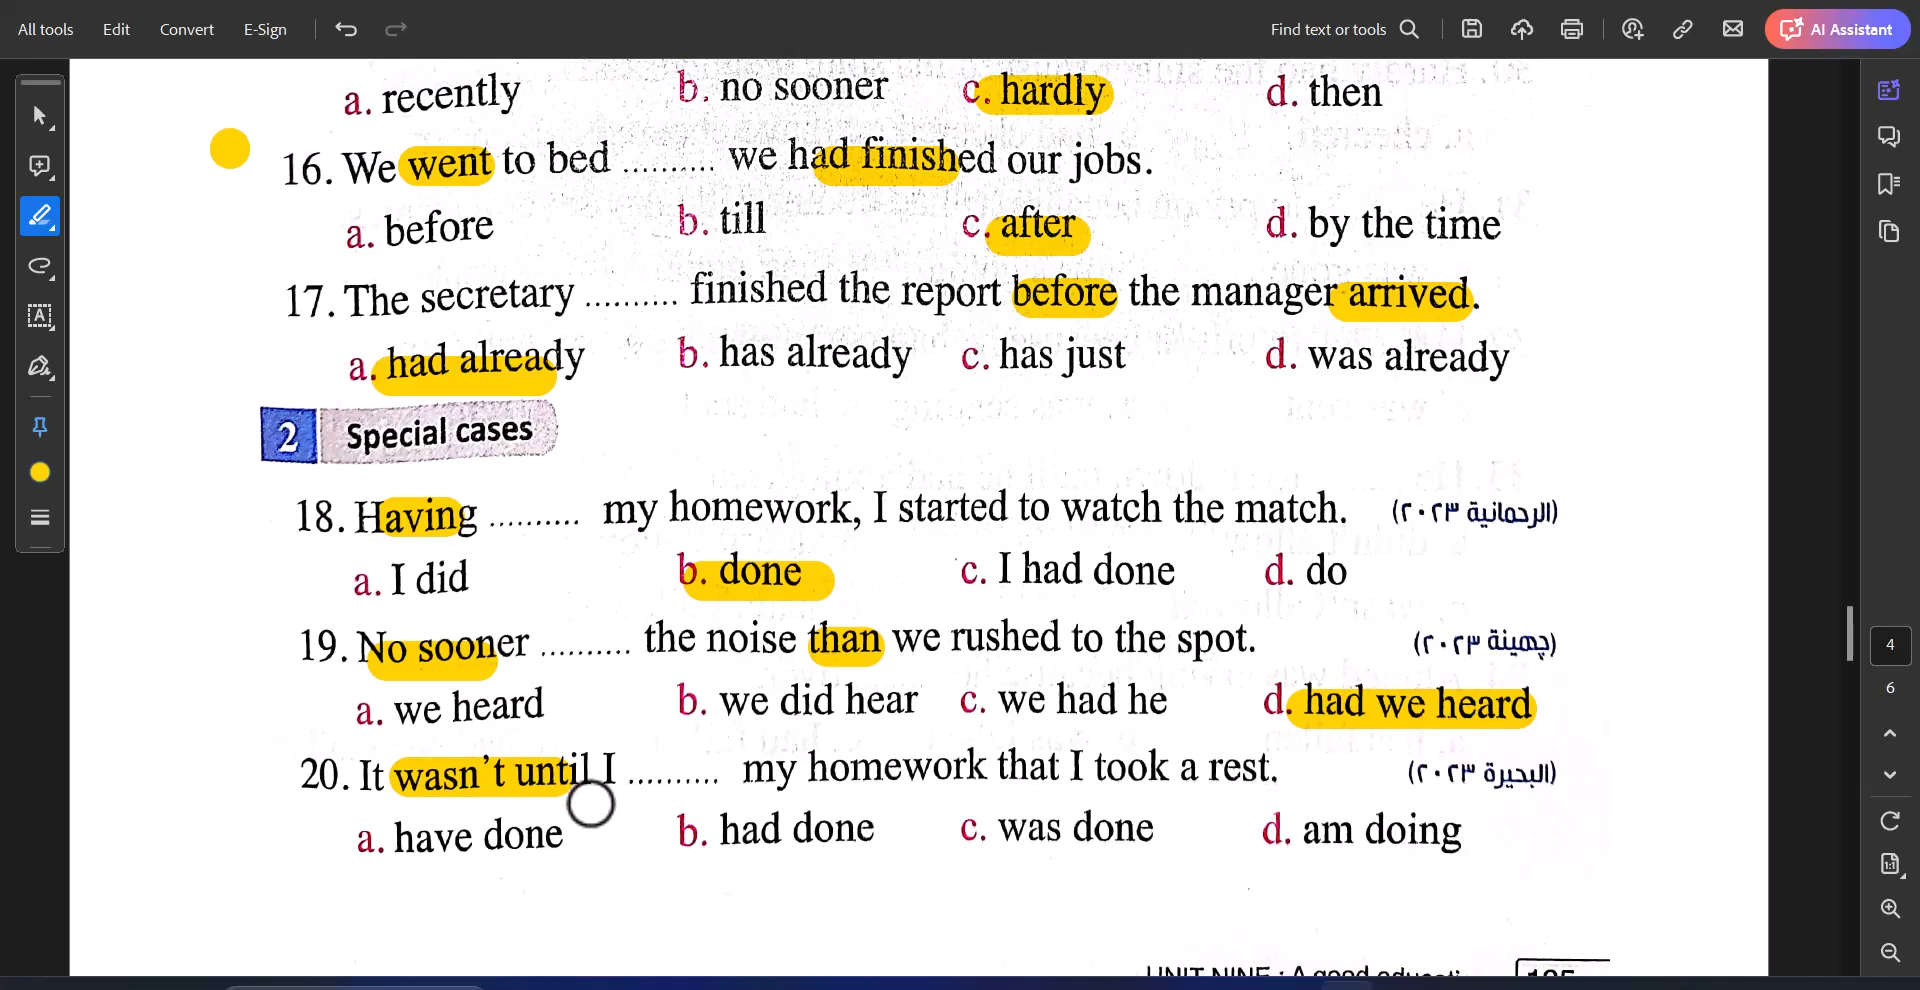 All tools Edit Convert E-Sign Find text or tools AI Assistant
a. recently b. no sooner c. hardly d. then
16. We went to bed .......... we had finished our jobs.
a. before b. till c. after d. by the time
17. The secretary .......... finished the report before the manager arrived.
a. had already b. has already c. has just d. was already
2 Special cases
18. Having .......... my homework, I started to watch the match. (الرحمانية ٢٠٢٣)
a. I did b. done c. I had done d. do
19. No sooner .......... the noise than we rushed to the spot. (جهينة ٢٠٢٣)
a. we heard b. we did hear c. we had he d. had we heard
4
6
20. It wasn't until I .......... my homework that I took a rest. (البحيرة ٢٠٢٣)
a. have done b. had done c. was done d. am doing
UNIT NINE : A good educati